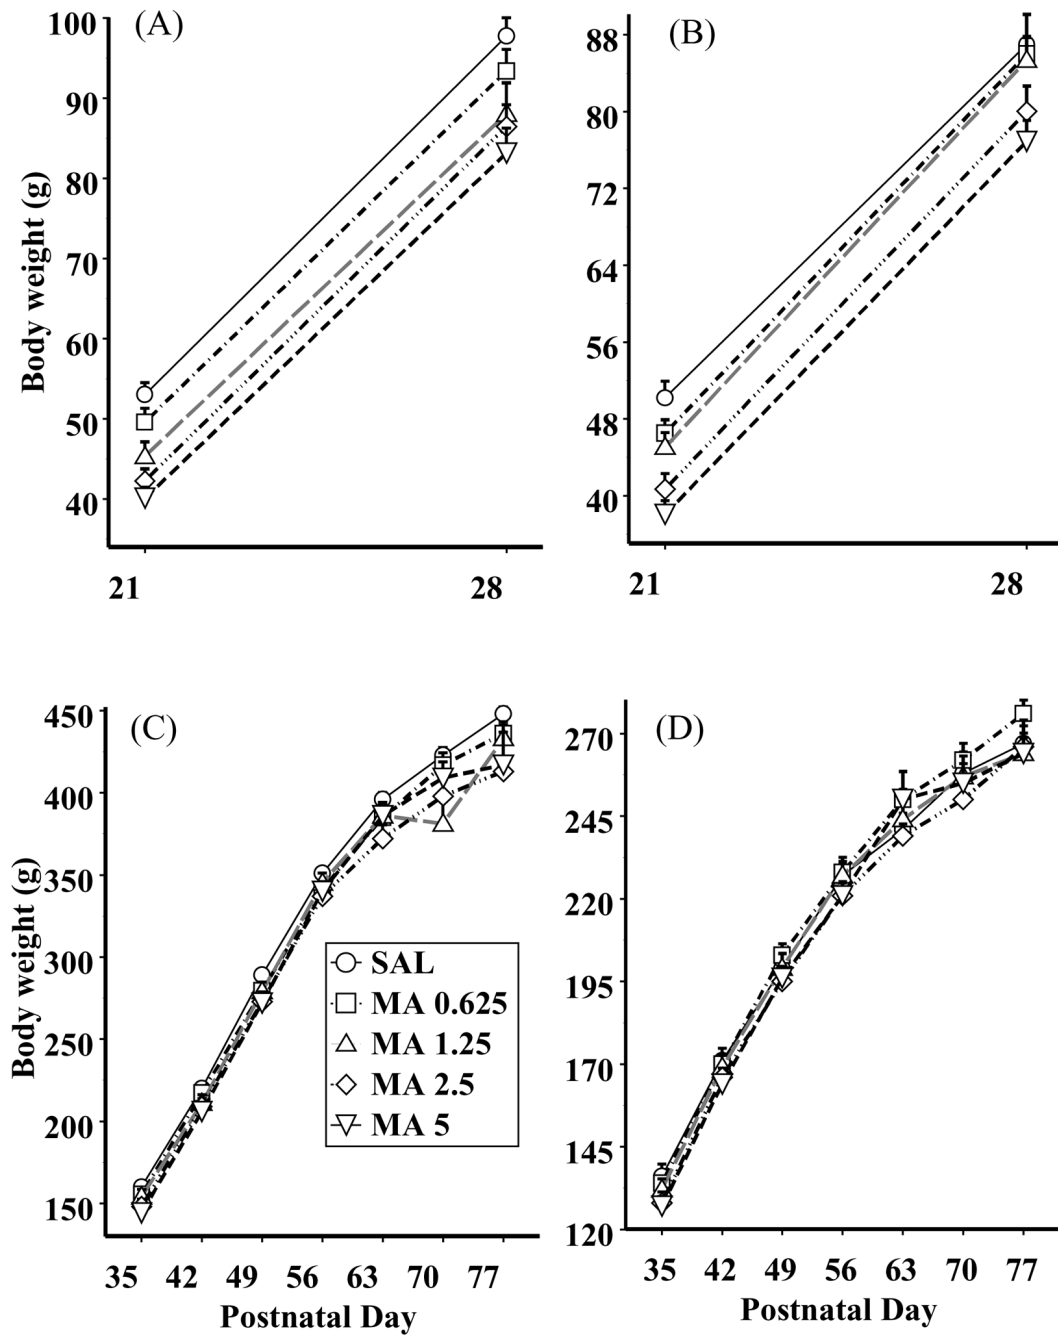 (A)
100
90
80
70
60
50
40
Body weight (g)
21
28
(B)
88
80
72
64
56
48
40
21
28
(C)
450
400
350
300
250
200
150
Body weight (g)
SAL
MA 0.625
MA 1.25
MA 2.5
MA 5
35 42 49 56 63 70 77
Postnatal Day
(D)
270
245
220
195
170
145
120
35 42 49 56 63 70 77
Postnatal Day